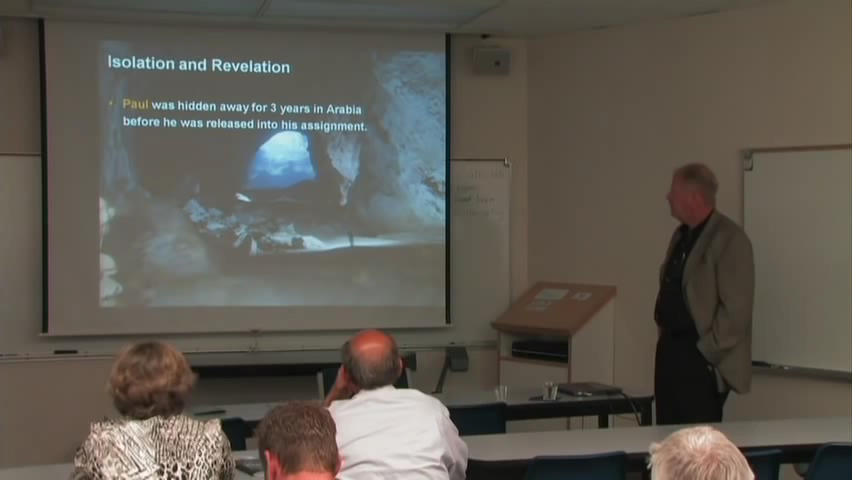 Isolation and Revelation
Paul was hidden away for 3 years in Arabia
before he was released into his assignment.